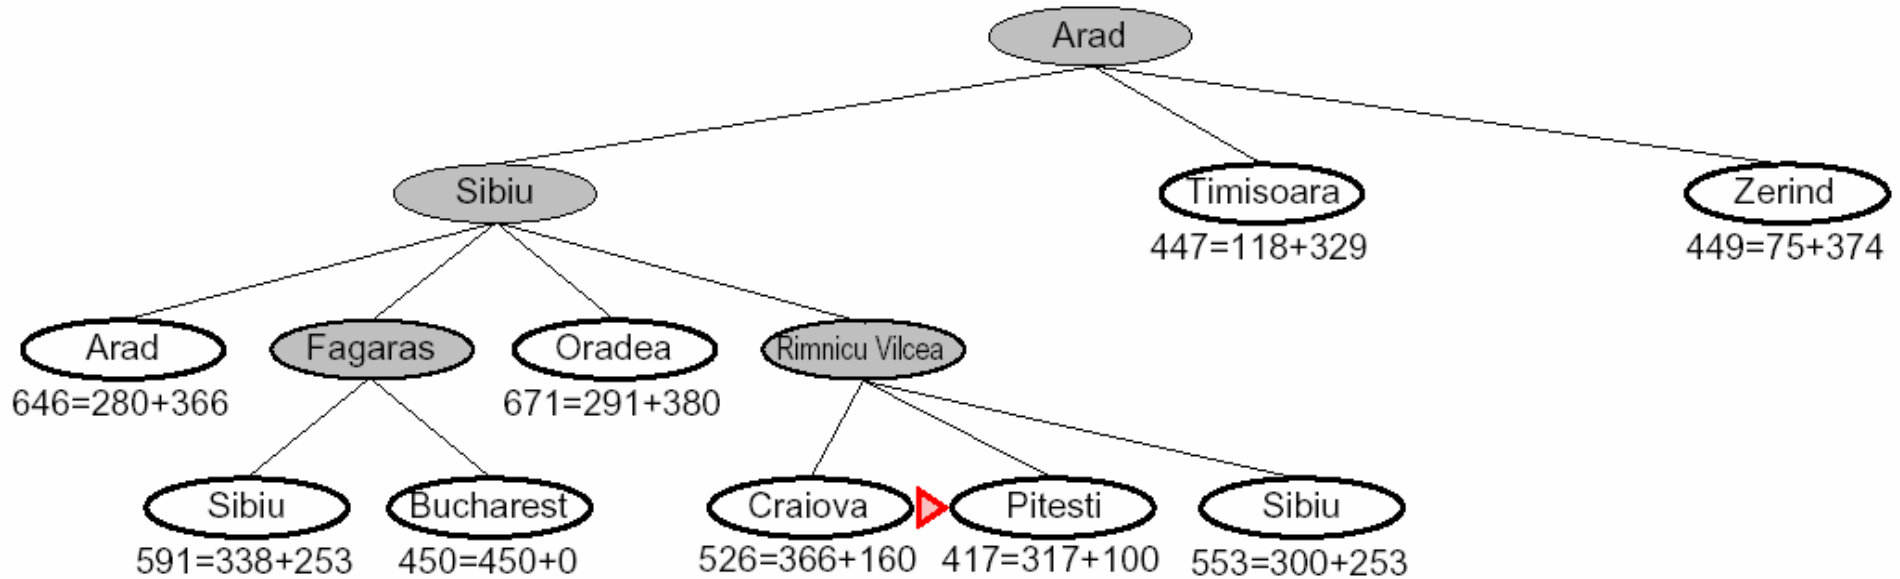 Arad
Sibiu
Timisoara
Zerind
447=118+329
449=75+374
Arad
Fagaras
Oradea
Rimnicu Vilcea
646=280+366
671=291+380
Sibiu
Bucharest
Craiova
Pitesti
Sibiu
591=338+253
450=450+0
526=366+160
417=317+100
553=300+253